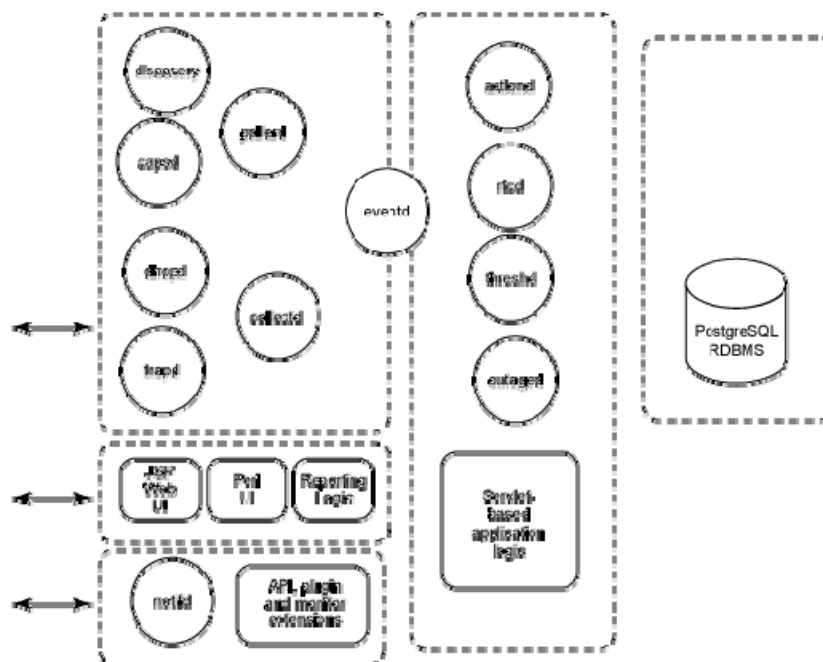 discovery
actiond
pollerd
capsd
rtcd
eventd
dhcpd
threshd
collectd
PostgreSQL
RDBMS
trapd
outaged
JSP
Web
UI
Perl
UI
Reporting
Logic
Servlet-
based
application
logic
notifd
API, plugin
and monitor
extensions